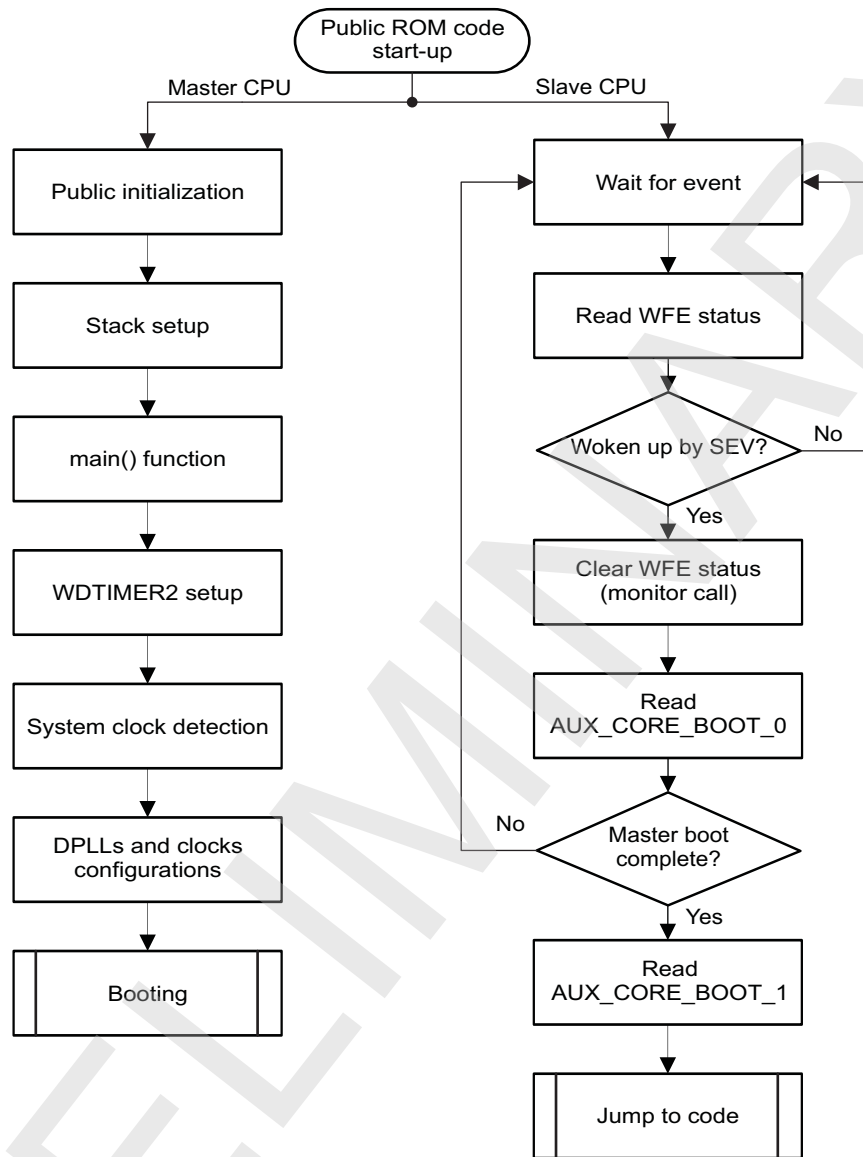 Public ROM code
start-up
Master CPU
Slave CPU
Public initialization
Stack setup
main() function
WDTIMER2 setup
System clock detection
DPLLs and clocks
configurations
Booting
Wait for event
Read WFE status
Woken up by SEV?
No
Yes
Clear WFE status
(monitor call)
Read
AUX_CORE_BOOT_0
No
Master boot
complete?
Yes
Read
AUX_CORE_BOOT_1
Jump to code